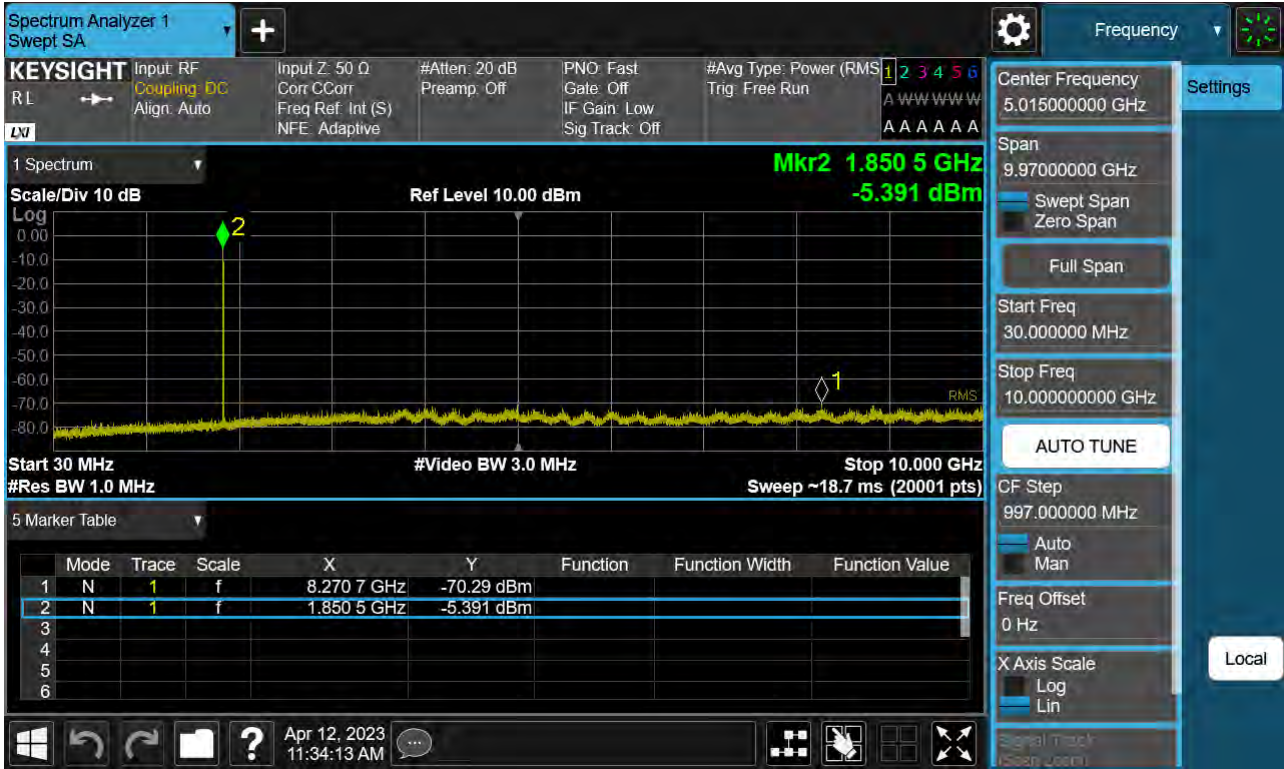 Spectrum Analyzer 1
Swept SA
Frequency
KEYSIGHT
RL
LXI
Input: RF
Coupling: DC
Align: Auto
Input Z: 50 Ω
Corr CCorr
Freq Ref: Int (S)
NFE: Adaptive
#Atten: 20 dB
Preamp: Off
PNO: Fast
Gate: Off
IF Gain: Low
Sig Track: Off
#Avg Type: Power (RMS
Trig: Free Run
1 2 3 4 5 6
A W W W W W
A A A A A A
1 Spectrum
Mkr2 1.850 5 GHz
-5.391 dBm
Scale/Div 10 dB
Ref Level 10.00 dBm
Log
0.00
-10.0
-20.0
-30.0
-40.0
-50.0
-60.0
-70.0
-80.0
2
1
RMS
Start 30 MHz
#Video BW 3.0 MHz
Stop 10.000 GHz
#Res BW 1.0 MHz
Sweep ~18.7 ms (20001 pts)
5 Marker Table
Mode Trace Scale X Y Function Function Width Function Value
1 N 1 f 8.270 7 GHz -70.29 dBm
2 N 1 f 1.850 5 GHz -5.391 dBm
3
4
5
6
Apr 12, 2023
11:34:13 AM
Center Frequency
5.015000000 GHz
Settings
Span
9.97000000 GHz
Swept Span
Zero Span
Full Span
Start Freq
30.000000 MHz
Stop Freq
10.000000000 GHz
AUTO TUNE
CF Step
997.000000 MHz
Auto
Man
Freq Offset
0 Hz
X Axis Scale
Log
Lin
Local
Signal Track
(Span Zoom)